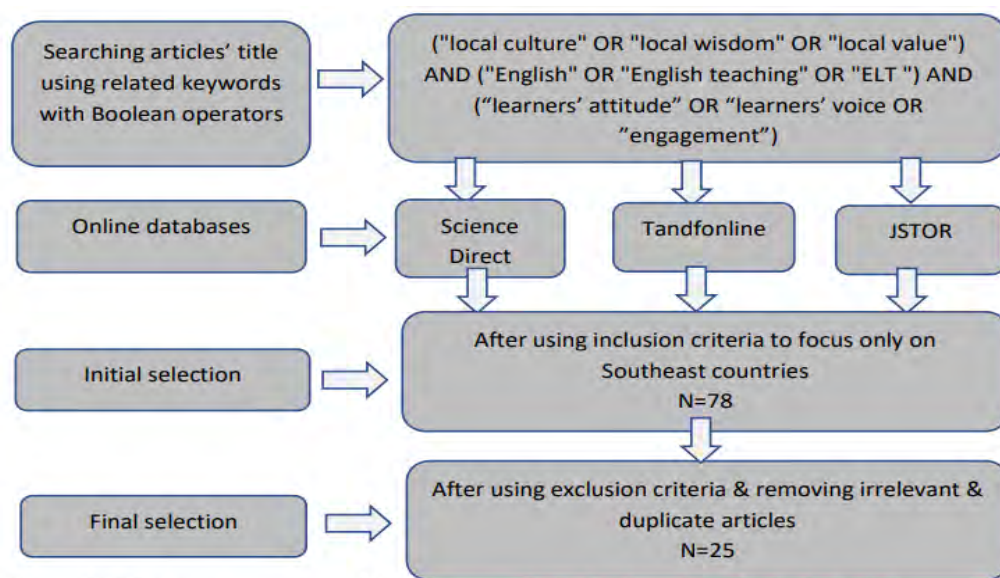 Searching articles’ title
using related keywords
with Boolean operators
("local culture" OR "local wisdom" OR "local value")
AND ("English" OR "English teaching" OR "ELT ") AND
(“learners’ attitude” OR “learners’ voice OR
”engagement”)
Online databases
Science
Direct
Tandfonline
JSTOR
Initial selection
After using inclusion criteria to focus only on
Southeast countries
N=78
Final selection
After using exclusion criteria & removing irrelevant &
duplicate articles
N=25